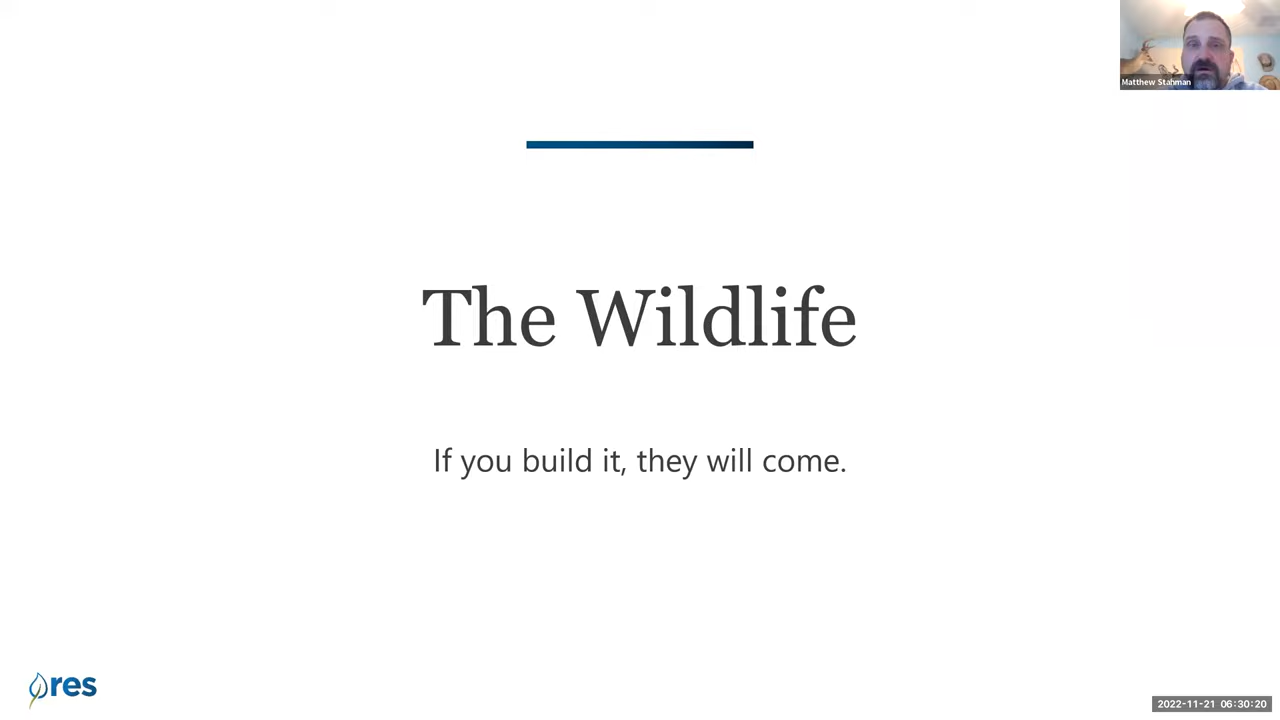 Matthew Stahman
The Wildlife
If you build it, they will come.
res
2022-11-21 06:30:20